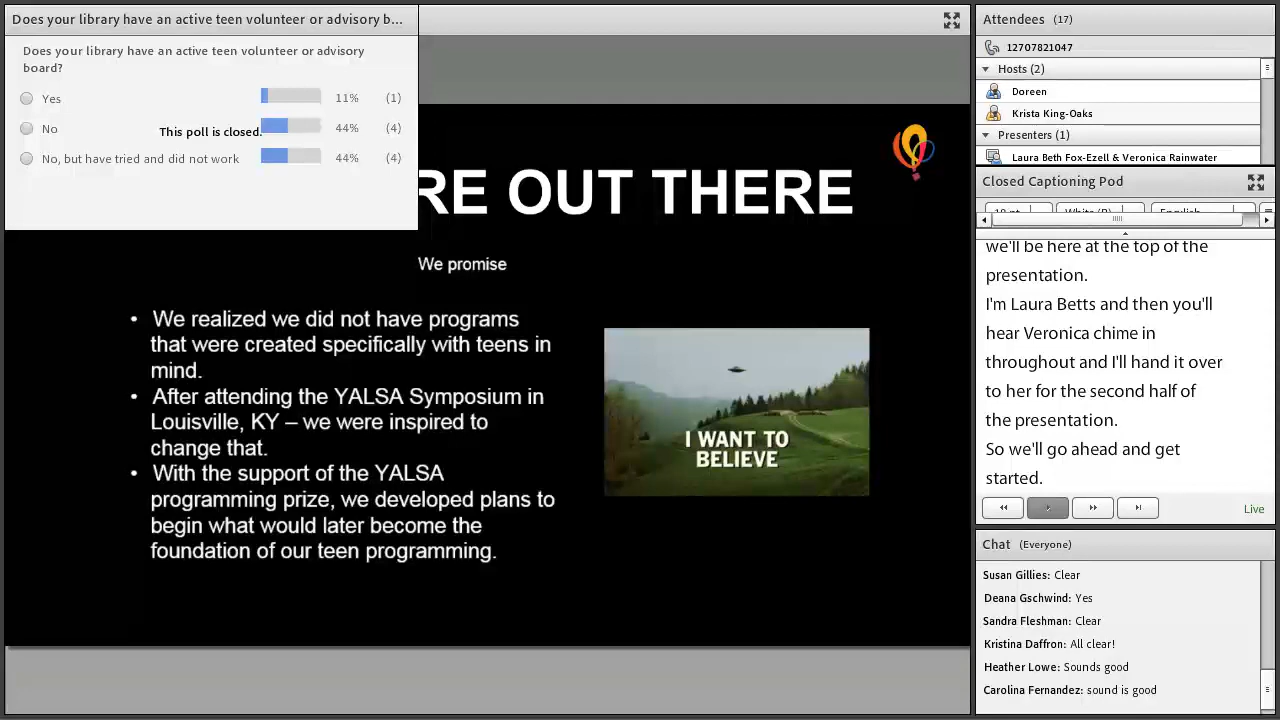 Does your library have an active teen volunteer or advisory b...
Does your library have an active teen volunteer or advisory
board?
Yes 11% (1)
No 44% (4)
This poll is closed.
No, but have tried and did not work 44% (4)
RE OUT THERE
We promise
• We realized we did not have programs
that were created specifically with teens in
mind.
• After attending the YALSA Symposium in
Louisville, KY – we were inspired to
change that.
• With the support of the YALSA
programming prize, we developed plans to
begin what would later become the
foundation of our teen programming.
I WANT TO
BELIEVE
Attendees (17)
12707821047
Hosts (2)
Doreen
Krista King-Oaks
Presenters (1)
Laura Beth Fox-Ezell & Veronica Rainwater
Closed Captioning Pod
English
we'll be here at the top of the
presentation.
I'm Laura Betts and then you'll
hear Veronica chime in
throughout and I'll hand it over
to her for the second half of
the presentation.
So we'll go ahead and get
started.
Live
Chat (Everyone)
Susan Gillies: Clear
Deana Gschwind: Yes
Sandra Fleshman: Clear
Kristina Daffron: All clear!
Heather Lowe: Sounds good
Carolina Fernandez: sound is good